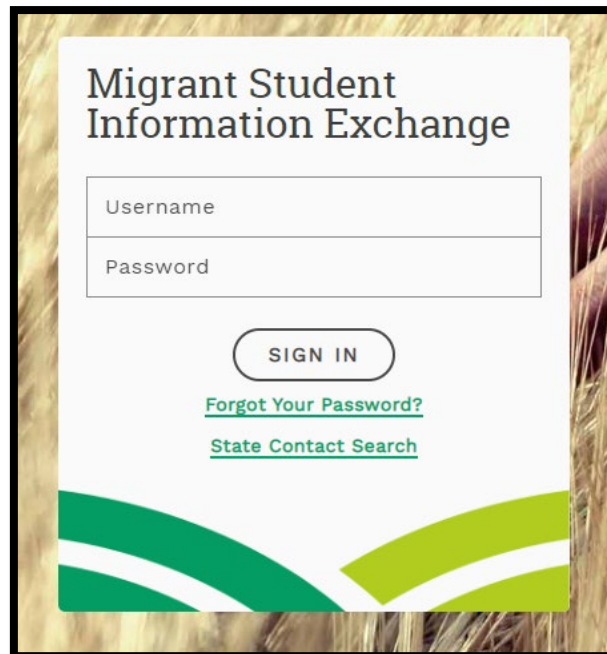 Migrant Student
Information Exchange
Username
Password
SIGN IN
Forgot Your Password?
State Contact Search